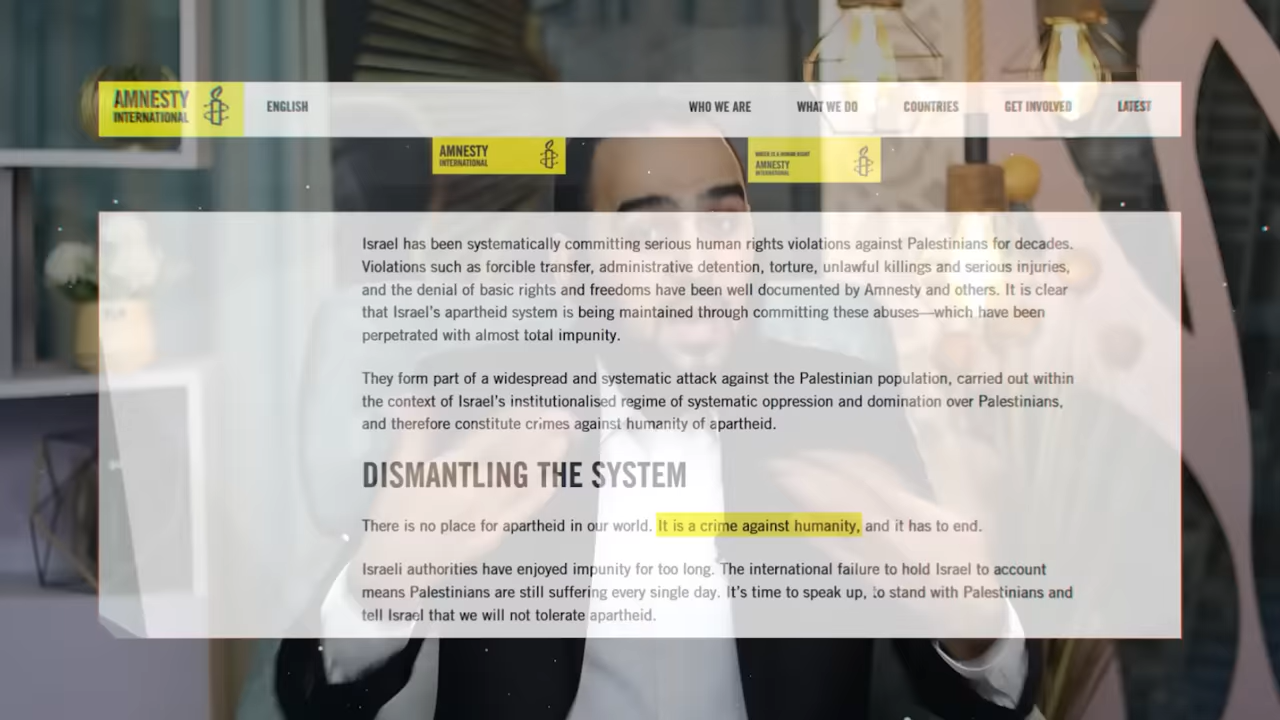 AMNESTY
INTERNATIONAL
ENGLISH
WHO WE ARE
WHAT WE DO
COUNTRIES
GET INVOLVED
LATEST
AMNESTY
INTERNATIONAL
AMNESTY
INTERNATIONAL
Israel has been systematically committing serious human rights violations against Palestinians for decades.
Violations such as forcible transfer, administrative detention, torture, unlawful killings and serious injuries,
and the denial of basic rights and freedoms have been well documented by Amnesty and others. It is clear
that Israel's apartheid system is being maintained through committing these abuses—which have been
perpetrated with almost total impunity.
They form part of a widespread and systematic attack against the Palestinian population, carried out within
the context of Israel's institutionalised regime of systematic oppression and domination over Palestinians,
and therefore constitute crimes against humanity of apartheid.
DISMANTLING THE SYSTEM
There is no place for apartheid in our world. It is a crime against humanity, and it has to end.
Israeli authorities have enjoyed impunity for too long. The international failure to hold Israel to account
means Palestinians are still suffering every single day. It's time to speak up, to stand with Palestinians and
tell Israel that we will not tolerate apartheid.